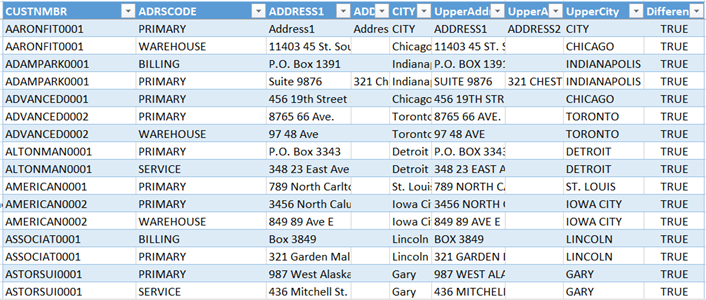 CUSTNMBR ADRSCODE ADDRESS1 ADD CITY UpperAddr UpperA UpperCity Differen
AARONFIT0001 PRIMARY Address1 Addres CITY ADDRESS1 ADDRESS2 CITY TRUE
AARONFIT0001 WAREHOUSE 11403 45 St. Sou Chicago 11403 45 ST. S CHICAGO TRUE
ADAMPARK0001 BILLING P.O. Box 1391 Indiana P.O. BOX 1391 INDIANAPOLIS TRUE
ADAMPARK0001 PRIMARY Suite 9876 321 Ch Indiana SUITE 9876 321 CHEST INDIANAPOLIS TRUE
ADVANCED0001 PRIMARY 456 19th Street Chicago 456 19TH STR CHICAGO TRUE
ADVANCED0002 PRIMARY 8765 66 Ave. Toronto 8765 66 AVE. TORONTO TRUE
ADVANCED0002 WAREHOUSE 97 48 Ave Toronto 97 48 AVE TORONTO TRUE
ALTONMAN0001 PRIMARY P.O. Box 3343 Detroit P.O. BOX 3343 DETROIT TRUE
ALTONMAN0001 SERVICE 348 23 East Ave Detroit 348 23 EAST A DETROIT TRUE
AMERICAN0001 PRIMARY 789 North Carlto St. Loui 789 NORTH CA ST. LOUIS TRUE
AMERICAN0002 PRIMARY 3456 North Calu Iowa Ci 3456 NORTH C IOWA CITY TRUE
AMERICAN0002 WAREHOUSE 849 89 Ave E Iowa Ci 849 89 AVE E IOWA CITY TRUE
ASSOCIAT0001 BILLING Box 3849 Lincoln BOX 3849 LINCOLN TRUE
ASSOCIAT0001 PRIMARY 321 Garden Mal Lincoln 321 GARDEN LINCOLN TRUE
ASTORSUI0001 PRIMARY 987 West Alaska Gary 987 WEST ALA GARY TRUE
ASTORSUI0001 SERVICE 436 Mitchell St. Gary 436 MITCHELL GARY TRUE